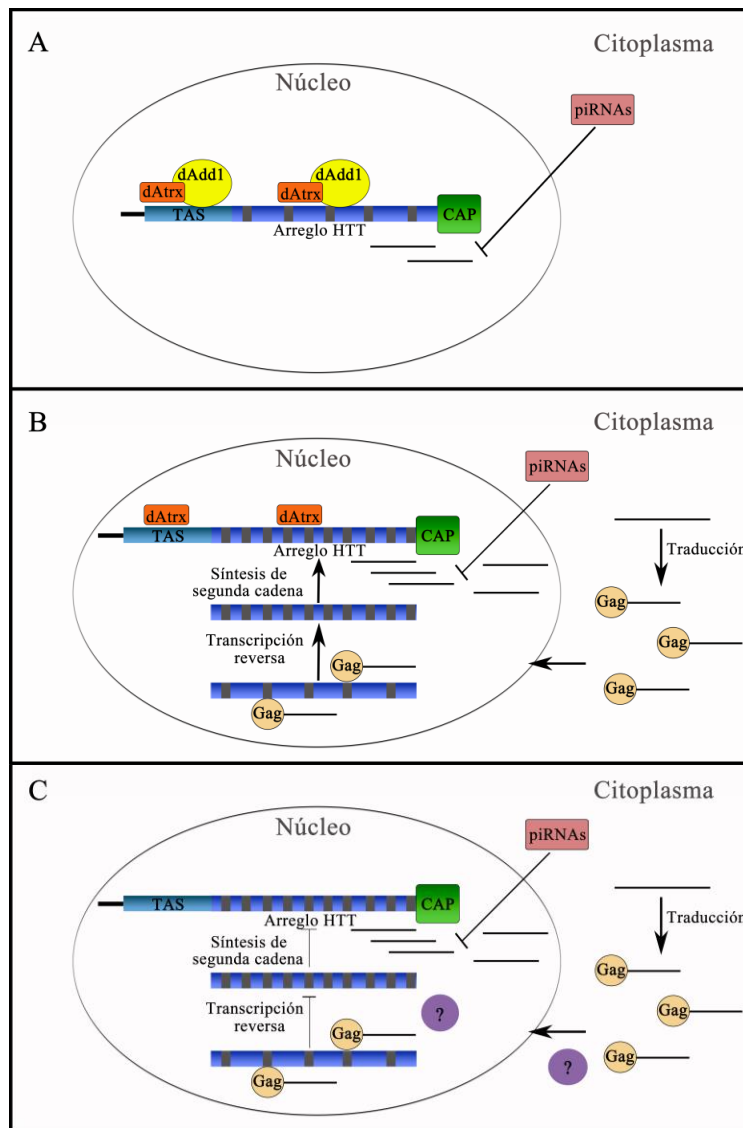 A
Citoplasma
Núcleo
piRNAs
dAdd1
dAdd1
dAtrx
dAtrx
TAS
CAP
Arreglo HTT
B
Citoplasma
Núcleo
piRNAs
dAtrx
dAtrx
TAS
CAP
Arreglo HTT
Traducción
Síntesis de
segunda cadena
Gag
Transcripción
reversa
Gag
Gag
Gag
Gag
C
Citoplasma
Núcleo
piRNAs
TAS
CAP
Arreglo HTT
Traducción
Síntesis de
segunda cadena
Gag
Transcripción
reversa
?
Gag
Gag
Gag
?
Gag